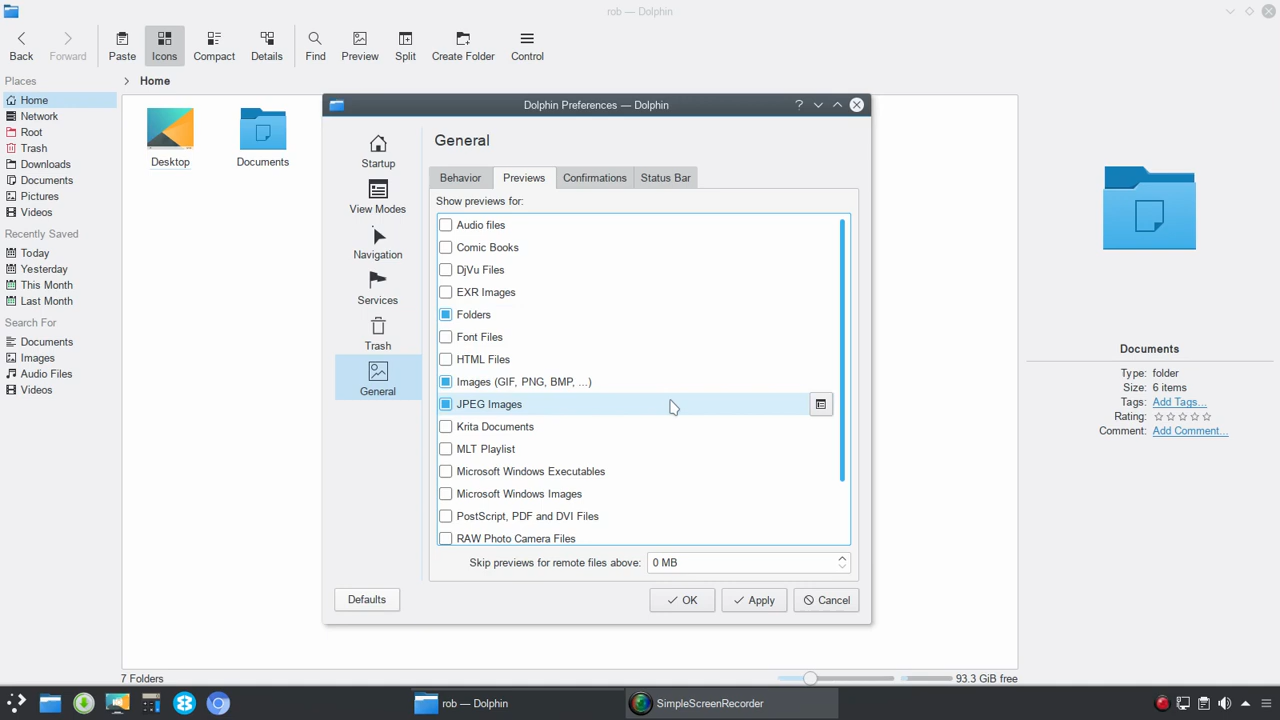 rob — Dolphin
Back
Forward
Paste
Icons
Compact
Details
Find
Preview
Split
Create Folder
Control
Places
Home
Network
Root
Trash
Downloads
Documents
Pictures
Videos
Recently Saved
Today
Yesterday
This Month
Last Month
Search For
Documents
Images
Audio Files
Videos
> Home
Desktop
Documents
Dolphin Preferences — Dolphin
?
Startup
View Modes
Navigation
Services
Trash
General
General
Behavior
Previews
Confirmations
Status Bar
Show previews for:
Audio files
Comic Books
DjVu Files
EXR Images
Folders
Font Files
HTML Files
Images (GIF, PNG, BMP, ...)
JPEG Images
Krita Documents
MLT Playlist
Microsoft Windows Executables
Microsoft Windows Images
PostScript, PDF and DVI Files
RAW Photo Camera Files
Skip previews for remote files above: 0 MB
Defaults
OK
Apply
Cancel
Documents
Type: folder
Size: 6 items
Tags: Add Tags...
Rating:
Comment: Add Comment...
7 Folders
93.3 GiB free
rob — Dolphin
SimpleScreenRecorder